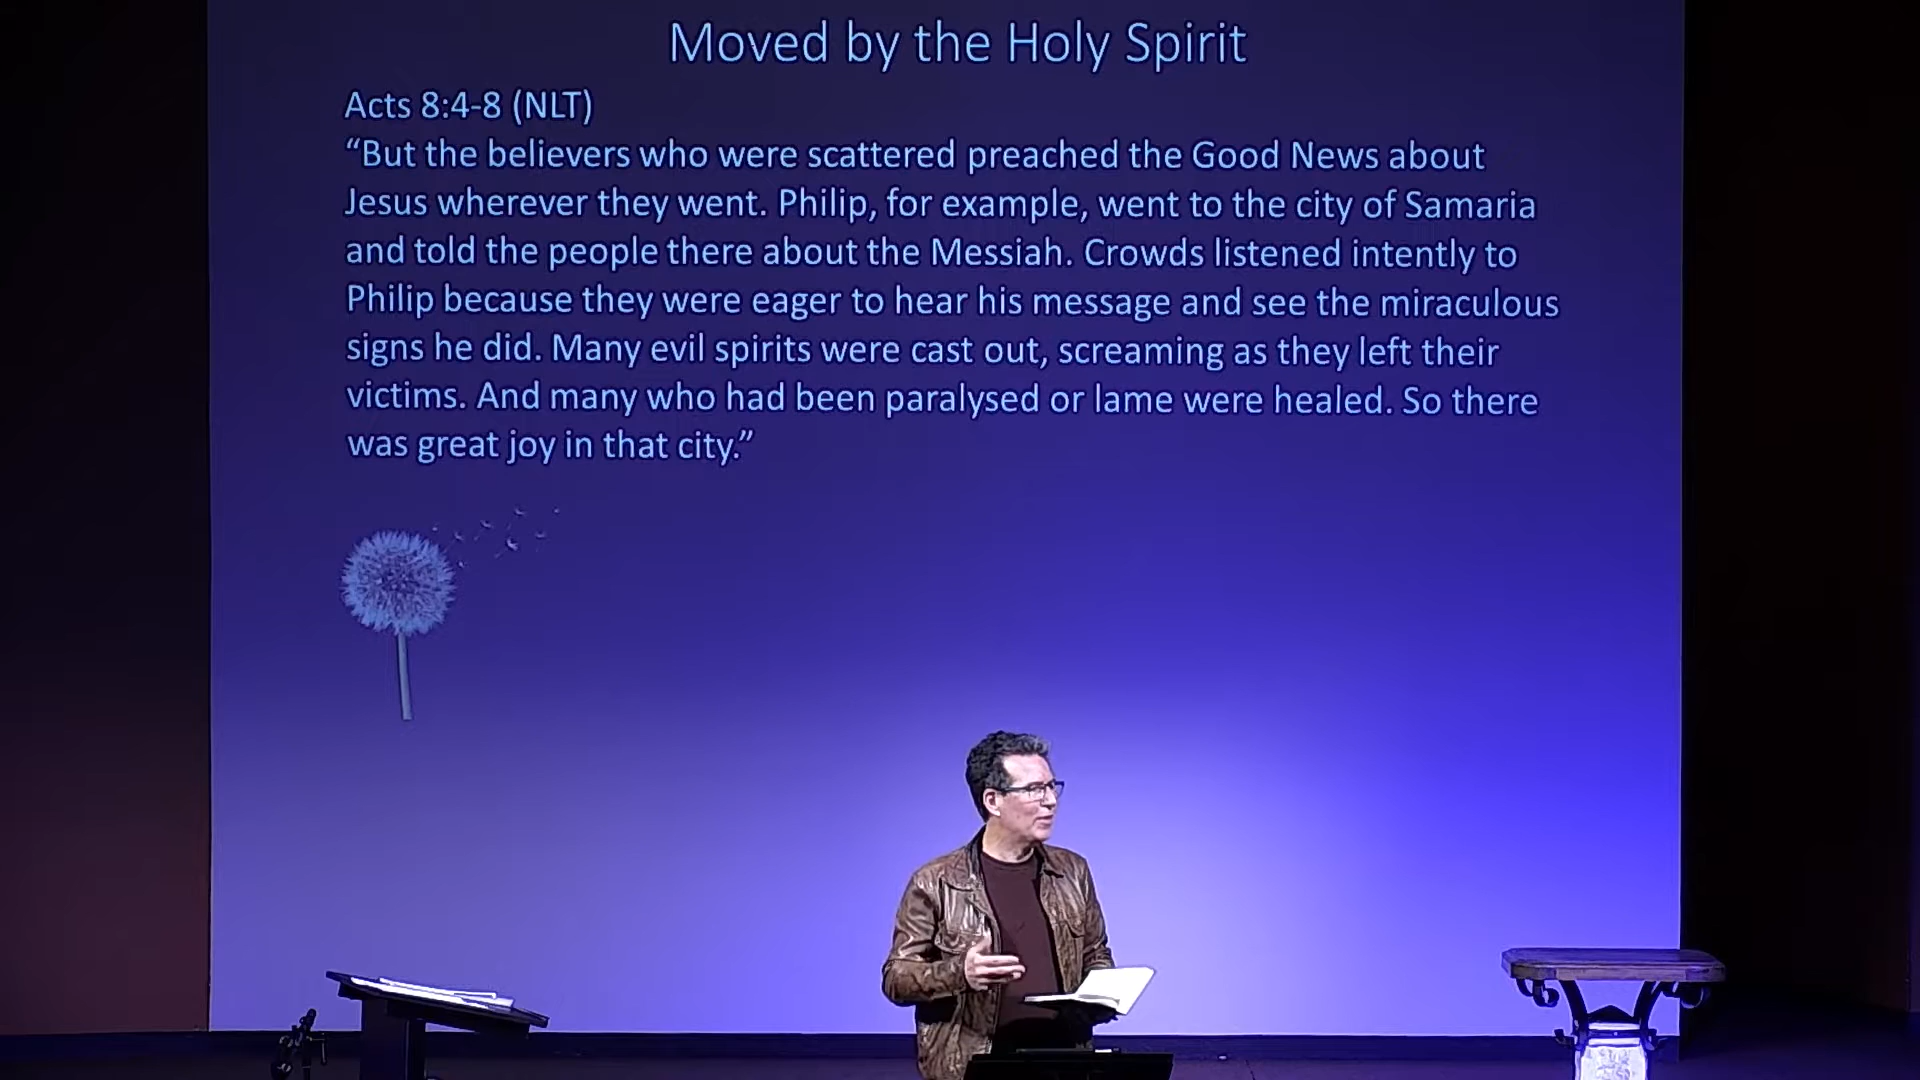 Moved by the Holy Spirit
Acts 8:4-8 (NLT)
“But the believers who were scattered preached the Good News about
Jesus wherever they went. Philip, for example, went to the city of Samaria
and told the people there about the Messiah. Crowds listened intently to
Philip because they were eager to hear his message and see the miraculous
signs he did. Many evil spirits were cast out, screaming as they left their
victims. And many who had been paralysed or lame were healed. So there
was great joy in that city.”